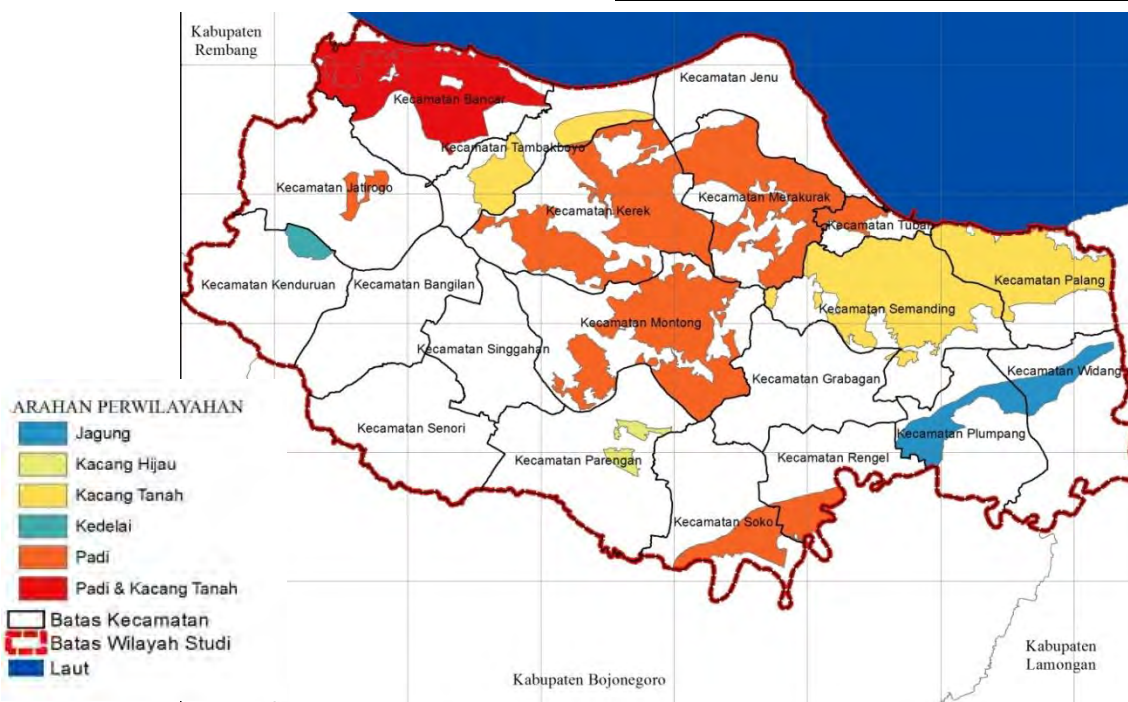 Kabupaten
Rembang
Kecamatan Jenu
Kecamatan Bancar
Kecamatan Tambakboyo
Kecamatan Jatirogo
Kecamatan Kerek
Kecamatan Merakurak
Kecamatan Tuban
Kecamatan Kenduruan
Kecamatan Bangilan
Kecamatan Palang
Kecamatan Semanding
Kecamatan Montong
Kecamatan Singgahan
Kecamatan Grabagan
Kecamatan Widang
Kecamatan Senori
Kecamatan Plumpang
Kecamatan Parengan
Kecamatan Rengel
Kecamatan Soko
ARAHAN PERWILAYAHAN
Jagung
Kacang Hijau
Kacang Tanah
Kedelai
Padi
Padi & Kacang Tanah
Batas Kecamatan
Batas Wilayah Studi
Laut
Kabupaten Bojonegoro
Kabupaten
Lamongan